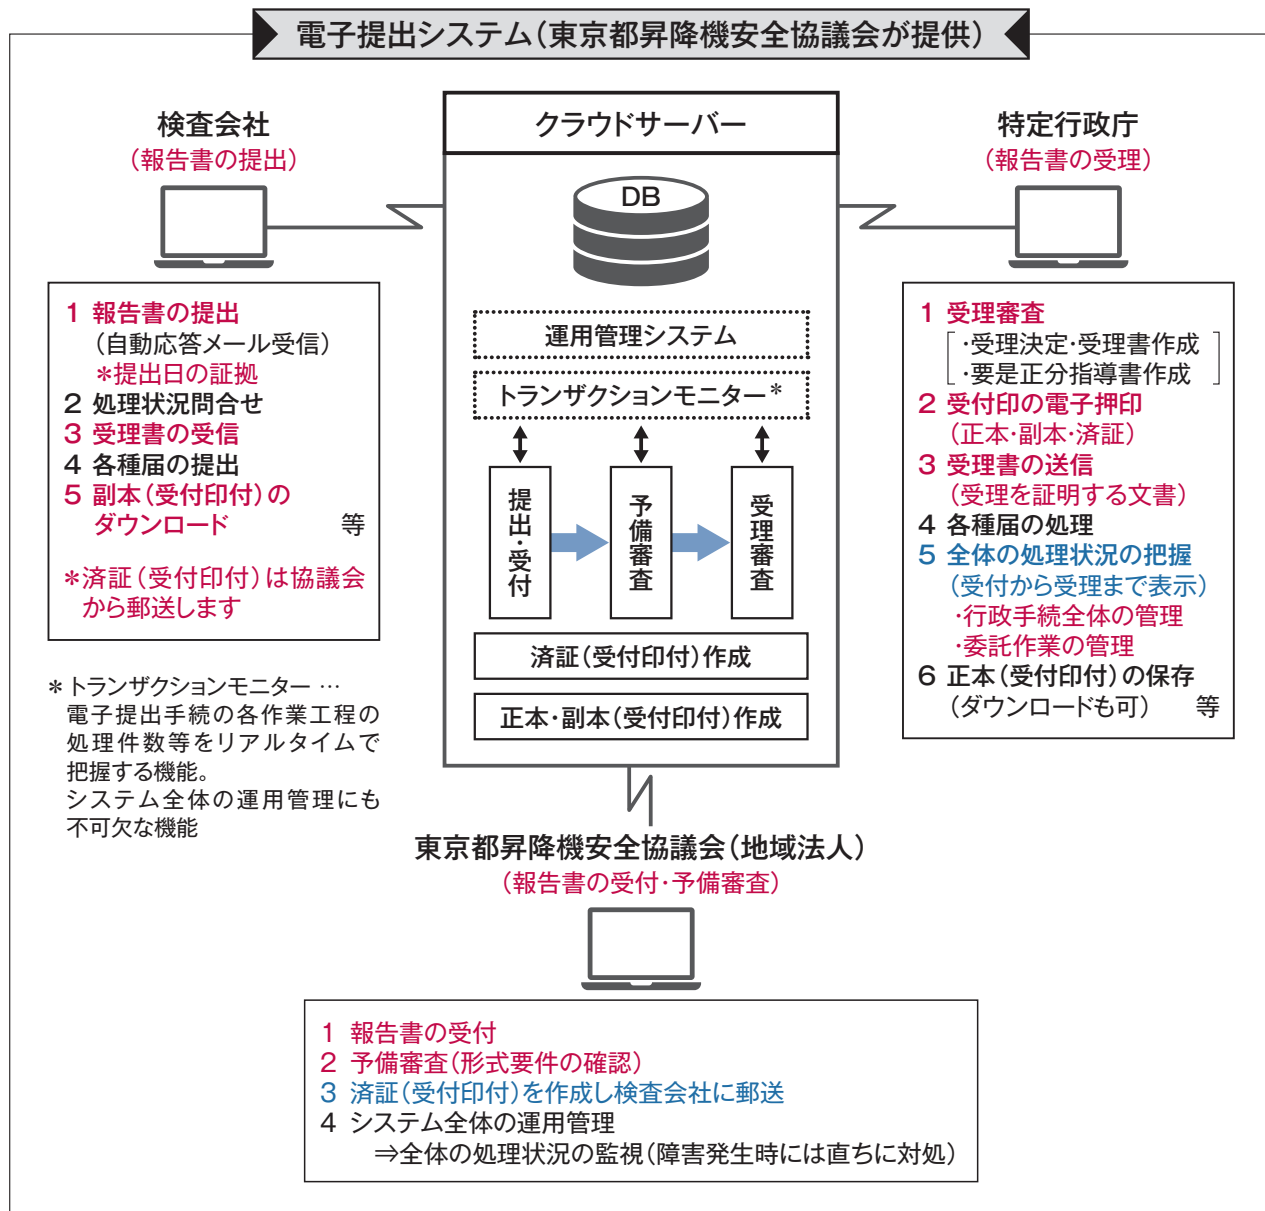 電子提出システム(東京都昇降機安全協議会が提供)
検査会社
(報告書の提出)
1 報告書の提出
(自動応答メール受信)
＊提出日の証拠
2 処理状況問合せ
3 受理書の受信
4 各種届の提出
5 副本(受付印付)の
ダウンロード 等
＊済証(受付印付)は協議会
から郵送します
＊トランザクションモニター …
電子提出手続の各作業工程の
処理件数等をリアルタイムで
把握する機能。
システム全体の運用管理にも
不可欠な機能
クラウドサーバー
DB
運用管理システム
トランザクションモニター＊
提出・受付
予備審査
受理審査
済証(受付印付)作成
正本・副本(受付印付)作成
特定行政庁
(報告書の受理)
1 受理審査
・受理決定・受理書作成
・要是正分指導書作成
2 受付印の電子押印
(正本・副本・済証)
3 受理書の送信
(受理を証明する文書)
4 各種届の処理
5 全体の処理状況の把握
(受付から受理まで表示)
・行政手続全体の管理
・委託作業の管理
6 正本(受付印付)の保存
(ダウンロードも可) 等
東京都昇降機安全協議会(地域法人)
(報告書の受付・予備審査)
1 報告書の受付
2 予備審査(形式要件の確認)
3 済証(受付印付)を作成し検査会社に郵送
4 システム全体の運用管理
⇒全体の処理状況の監視(障害発生時には直ちに対処)